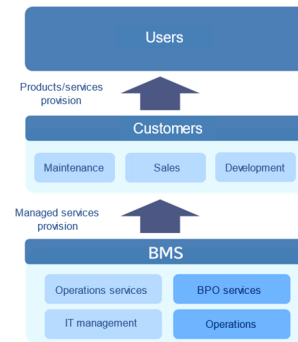 Users
Products/services
provision
Customers
Maintenance
Sales
Development
Managed services
provision
BMS
Operations services
BPO services
IT management
Operations